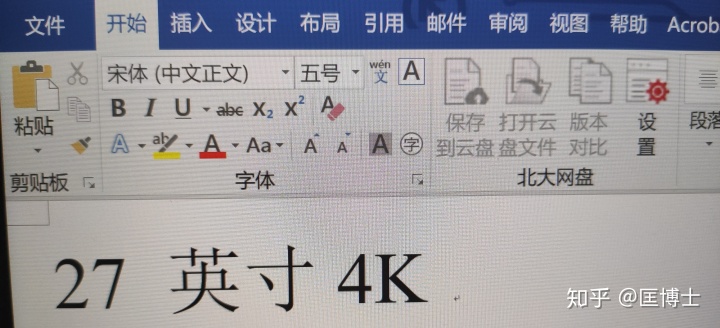 文件 开始 插入 设计 布局 引用 邮件 审阅 视图 帮助 Acrob
宋体 (中文正文) 五号 wén 文 A
B I U abc X₂ X² A
粘贴
A ab A Aa A A A 字
保存到云盘 打开云盘文件 版本对比 设置 段落
剪贴板 字体 北大网盘
27 英寸 4K
知乎 @匡博士